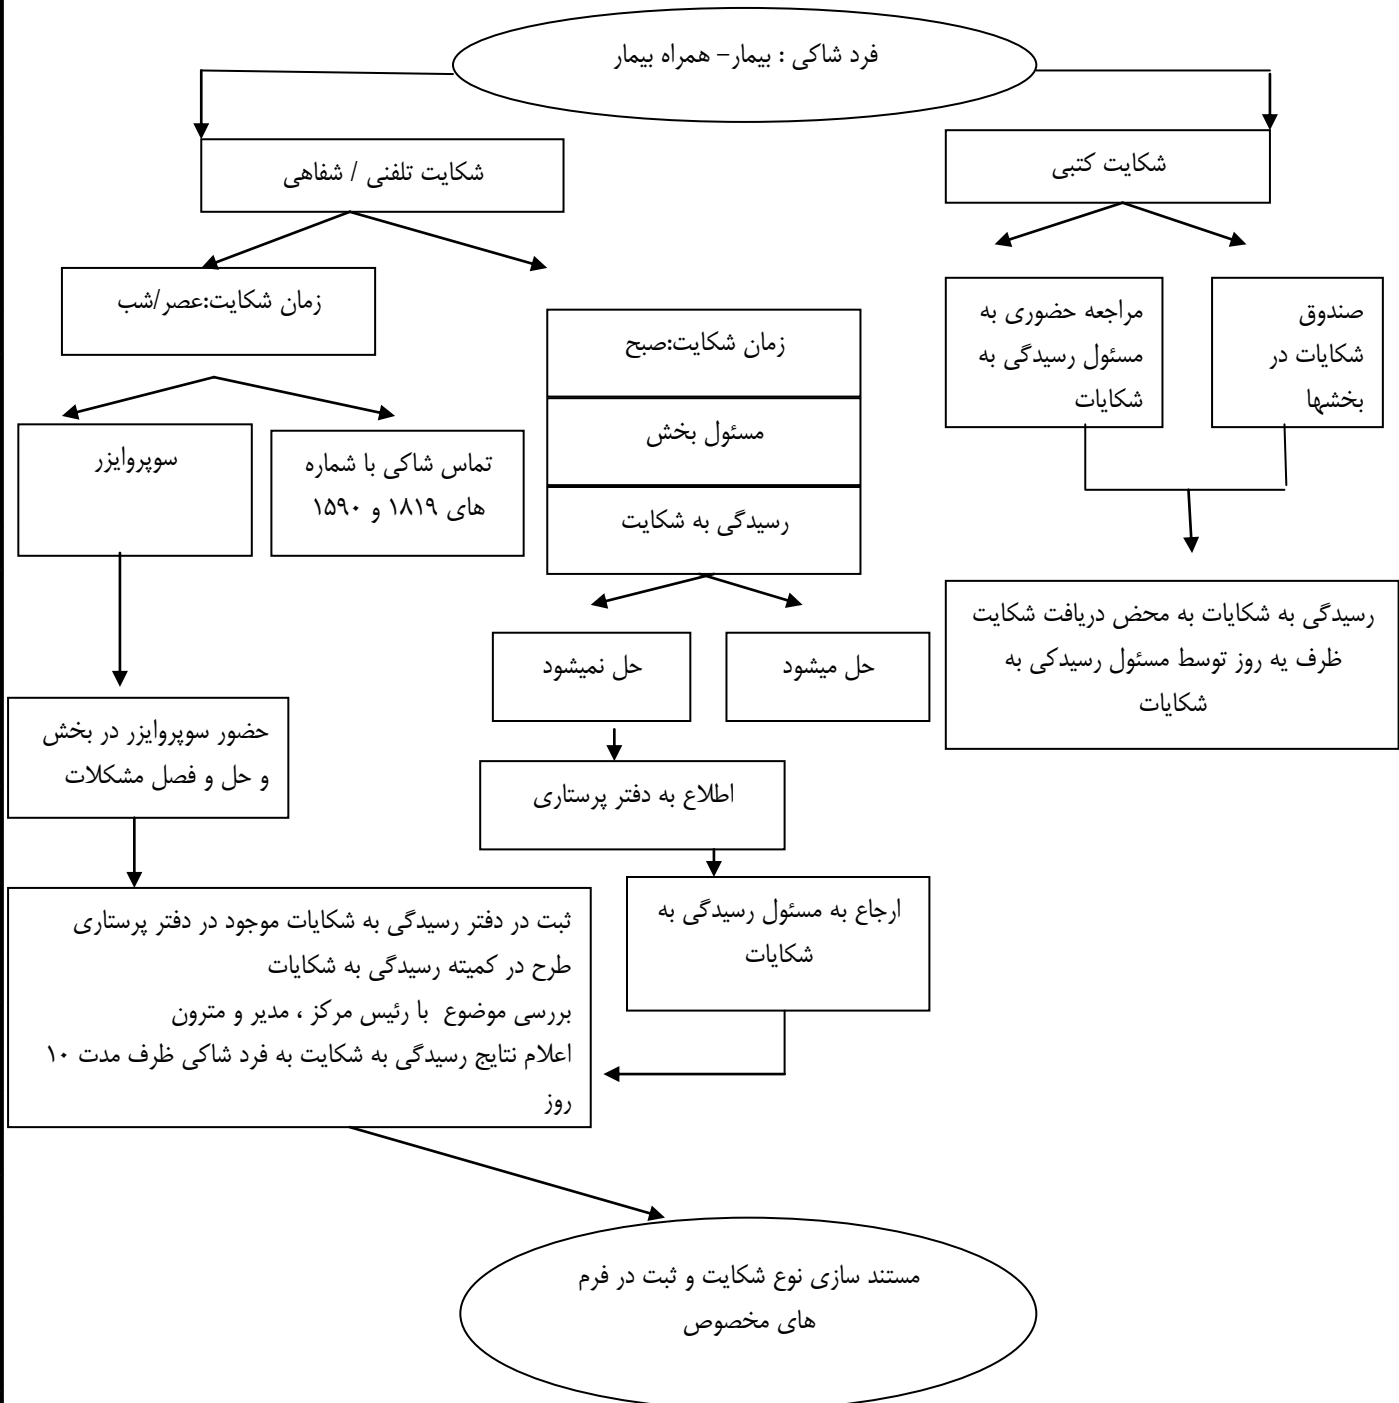 فرد شاکی : بیمار– همراه بیمار
شکایت کتبی
شکایت تلفنی / شفاهی
صندوق
شکایات در
بخشها
مراجعه حضوری به
مسئول رسیدگی به
شکایات
زمان شکایت:صبح
زمان شکایت:عصر/شب
مسئول بخش
رسیدگی به شکایت
تماس شاکی با شماره
های ۱۸۱۹ و ۱۵۹۰
سوپروایزر
رسیدگی به شکایات به محض دریافت شکایت
ظرف یه روز توسط مسئول رسیدکی به
شکایات
حل میشود
حل نمیشود
حضور سوپروایزر در بخش
و حل و فصل مشکلات
اطلاع به دفتر پرستاری
ارجاع به مسئول رسیدگی به
شکایات
ثبت در دفتر رسیدگی به شکایات موجود در دفتر پرستاری
طرح در کمیته رسیدگی به شکایات
بررسی موضوع با رئیس مرکز ، مدیر و مترون
اعلام نتایج رسیدگی به شکایت به فرد شاکی ظرف مدت ۱۰
روز
مستند سازی نوع شکایت و ثبت در فرم
های مخصوص